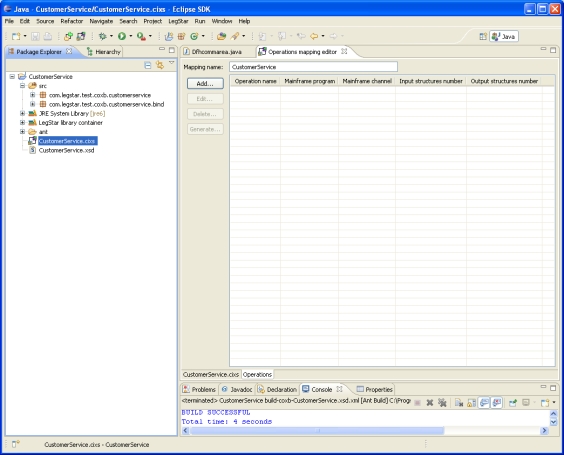 Java - CustomerService/CustomerService.cixs - Eclipse SDK
File Edit Source Refactor Navigate Search Project LegStar Run Window Help
Java
Package Explorer Hierarchy
Dfhcommarea.java Operations mapping editor
Mapping name: CustomerService
Operation name Mainframe program Mainframe channel Input structures number Output structures number
Add...
Edit...
Delete...
Generate...
CustomerService
src
com.legstar.test.coxb.customerservice
com.legstar.test.coxb.customerservice.bind
JRE System Library [jre6]
LegStar library container
ant
CustomerService.cixs
CustomerService.xsd
CustomerService.cixs Operations
Problems Javadoc Declaration Console Properties
<terminated> CustomerService build-coxb-CustomerService.xsd.xml [Ant Build] C:\Progr
BUILD SUCCESSFUL
Total time: 4 seconds
CustomerService.cixs - CustomerService